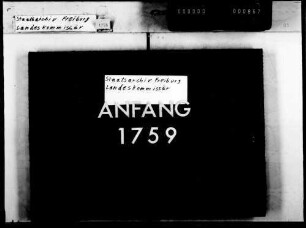 Staatsarchiv Freiburg
Landeskommissär
Staatsarchiv Freiburg
Landeskommissär
ANFANG
1759